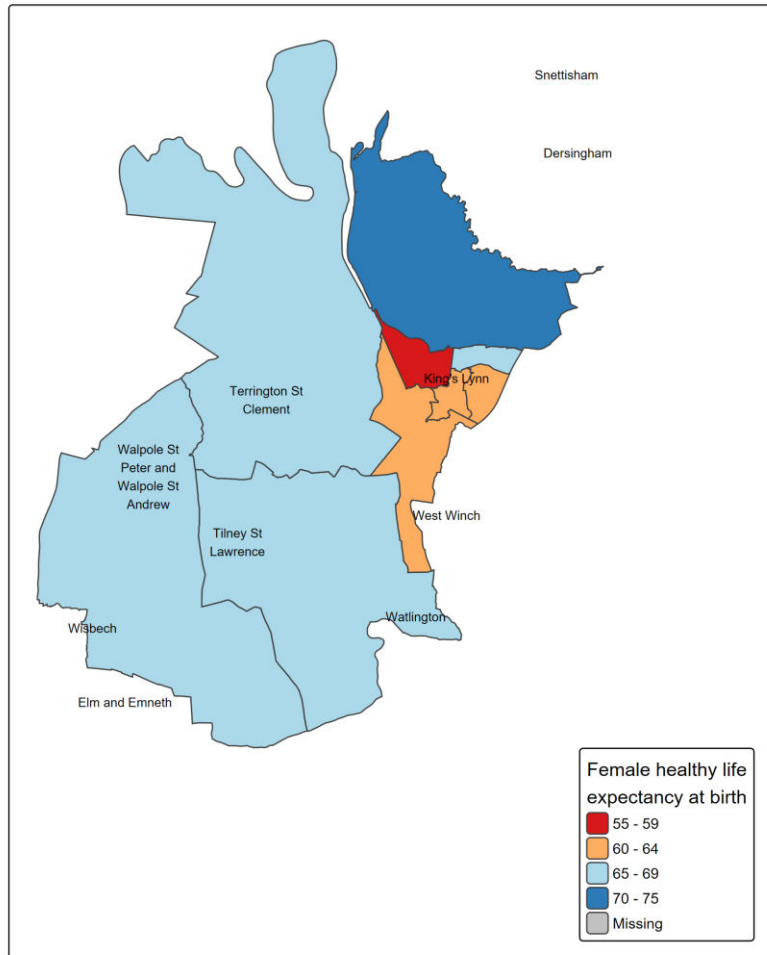 Snettisham
Dersingham
King's Lynn
Terrington St
Clement
Walpole St
Peter and
Walpole St
Andrew
West Winch
Tilney St
Lawrence
Watlington
Wisbech
Elm and Emneth
Female healthy life
expectancy at birth
55 - 59
60 - 64
65 - 69
70 - 75
Missing